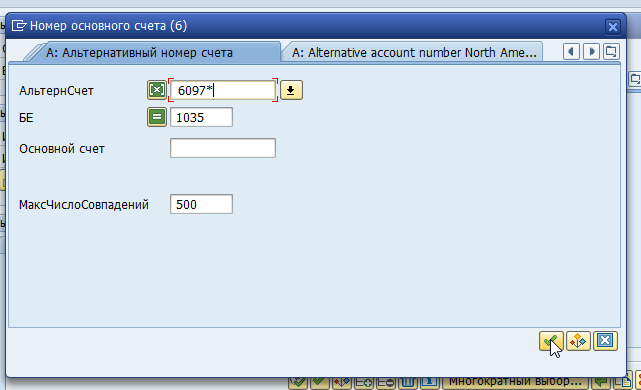 Номер основного счета (6)
A: Альтернативный номер счета
A: Alternative account number North Ame...
АльтернСчет 6097*
БЕ 1035
Основной счет
МаксЧислоСовпадений 500
Многократный выбор...